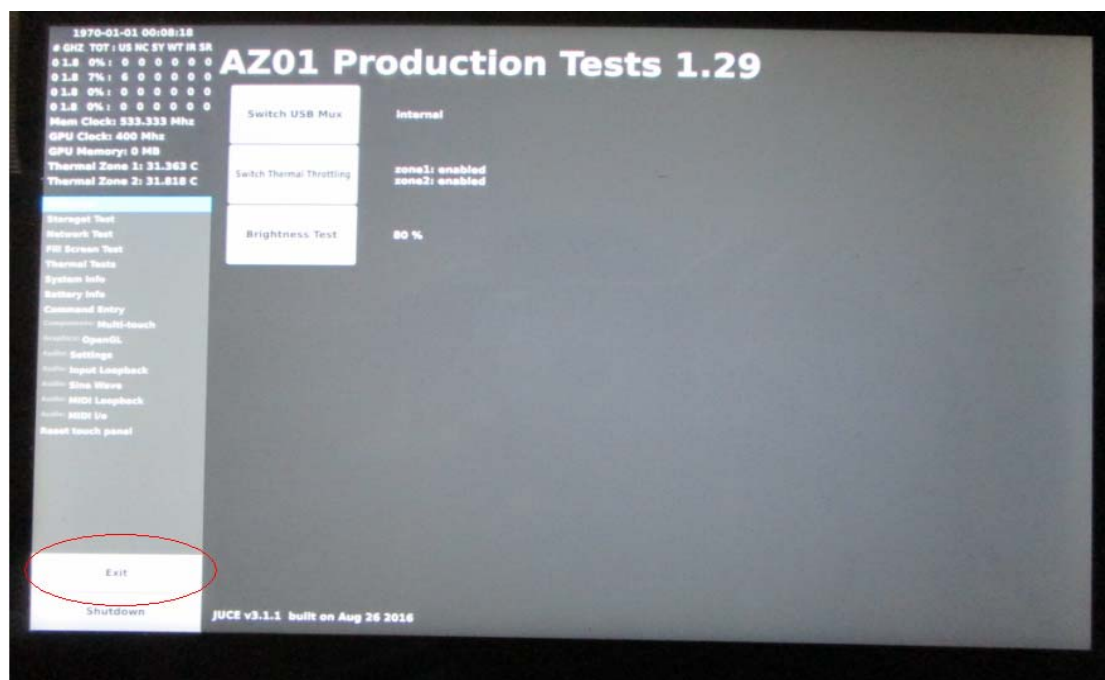 1970-01-01 00:08:18
# GHZ TOT : US NC SY WT IR SR
0 1.8 0% : 0 0 0 0 0 0
0 1.8 7% : 6 0 0 0 0 0
0 1.8 0% : 0 0 0 0 0 0
0 1.8 0% : 0 0 0 0 0 0
Mem Clock: 533.333 Mhz
GPU Clock: 400 Mhz
GPU Memory: 0 MB
Thermal Zone 1: 31.363 C
Thermal Zone 2: 31.818 C
AZ01 Production Tests 1.29
Switch USB Mux
Internal
Switch Thermal Throttling
zone1: enabled
zone2: enabled
Brightness Test
80 %
Storaget Test
Network Test
Fill Screen Test
Thermal Tests
System Info
Battery Info
Command Entry
Multi-touch
OpenGL
Audio: Settings
Audio: Input Loopback
Audio: Sine Wave
Audio: MIDI Loopback
Audio: MIDI I/o
Reset touch panel
Exit
Shutdown
JUCE v3.1.1 built on Aug 26 2016